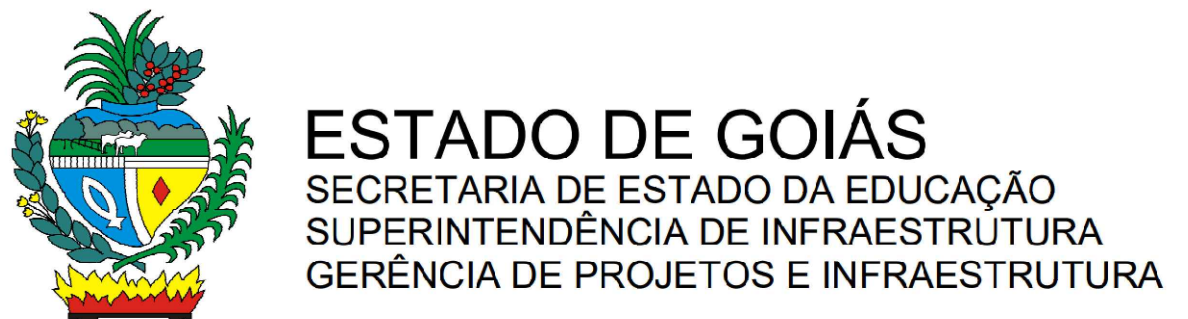 ESTADO DE GOIÁS
SECRETARIA DE ESTADO DA EDUCAÇÃO
SUPERINTENDÊNCIA DE INFRAESTRUTURA
GERÊNCIA DE PROJETOS E INFRAESTRUTURA